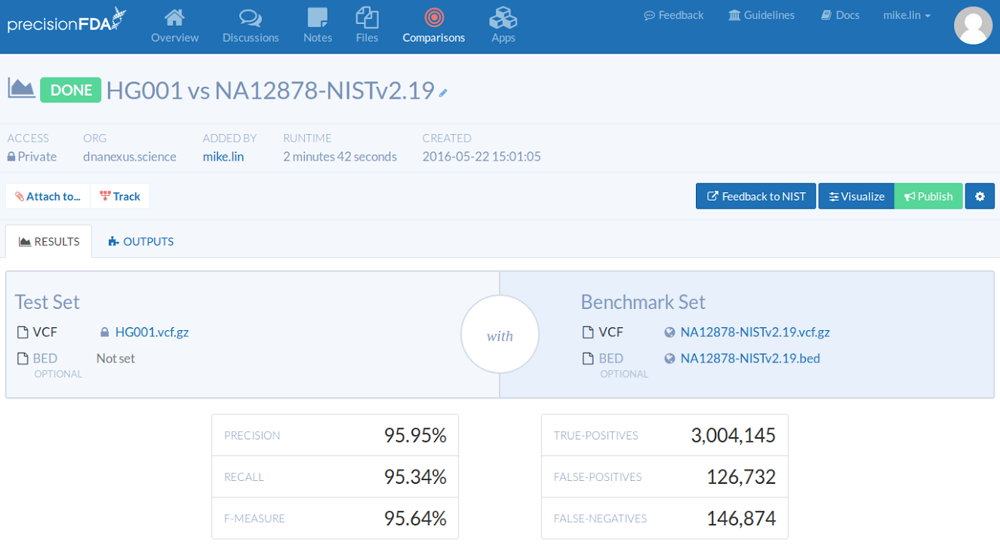 precisionFDA
Overview Discussions Notes Files Comparisons Apps
Feedback Guidelines Docs mike.lin
DONE HG001 vs NA12878-NISTv2.19
ACCESS ORG ADDED BY RUNTIME CREATED
Private dnanexus.science mike.lin 2 minutes 42 seconds 2016-05-22 15:01:05
Attach to... Track Feedback to NIST Visualize Publish
RESULTS OUTPUTS
Test Set
VCF HG001.vcf.gz
BED Not set
OPTIONAL
with
Benchmark Set
VCF NA12878-NISTv2.19.vcf.gz
BED NA12878-NISTv2.19.bed
OPTIONAL
PRECISION 95.95%
RECALL 95.34%
F-MEASURE 95.64%
TRUE-POSITIVES 3,004,145
FALSE-POSITIVES 126,732
FALSE-NEGATIVES 146,874